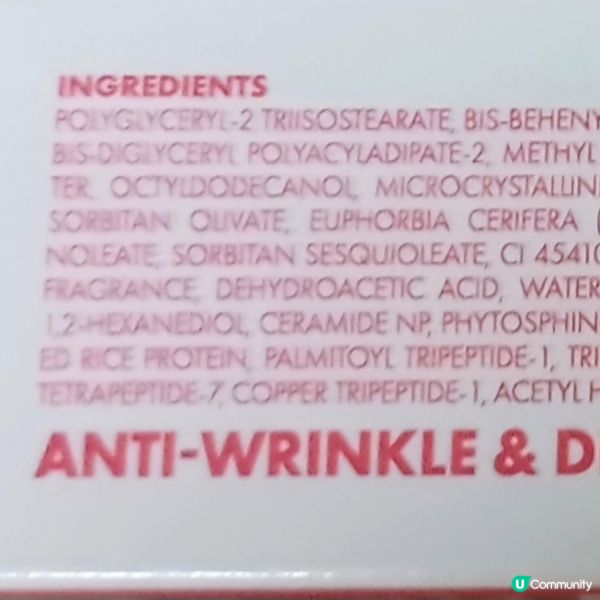 INGREDIENTS
POLYGLYCERYL-2 TRIISOSTEARATE, BIS-BEHENY
BIS-DIGLYCERYL POLYACYLADIPATE-2, METHYL
TER, OCTYLDODECANOL, MICROCRYSTALLIN
SORBITAN OLIVATE, EUPHORBIA CERIFERA (
NOLEATE, SORBITAN SESQUIOLEATE, CI 45410
FRAGRANCE, DEHYDROACETIC ACID, WATER
1,2-HEXANEDIOL, CERAMIDE NP, PHYTOSPHIN
ED RICE PROTEIN, PALMITOYL TRIPEPTIDE-1, TRI
TETRAPEPTIDE-7, COPPER TRIPEPTIDE-1, ACETYL H
ANTI-WRINKLE & D
U Community